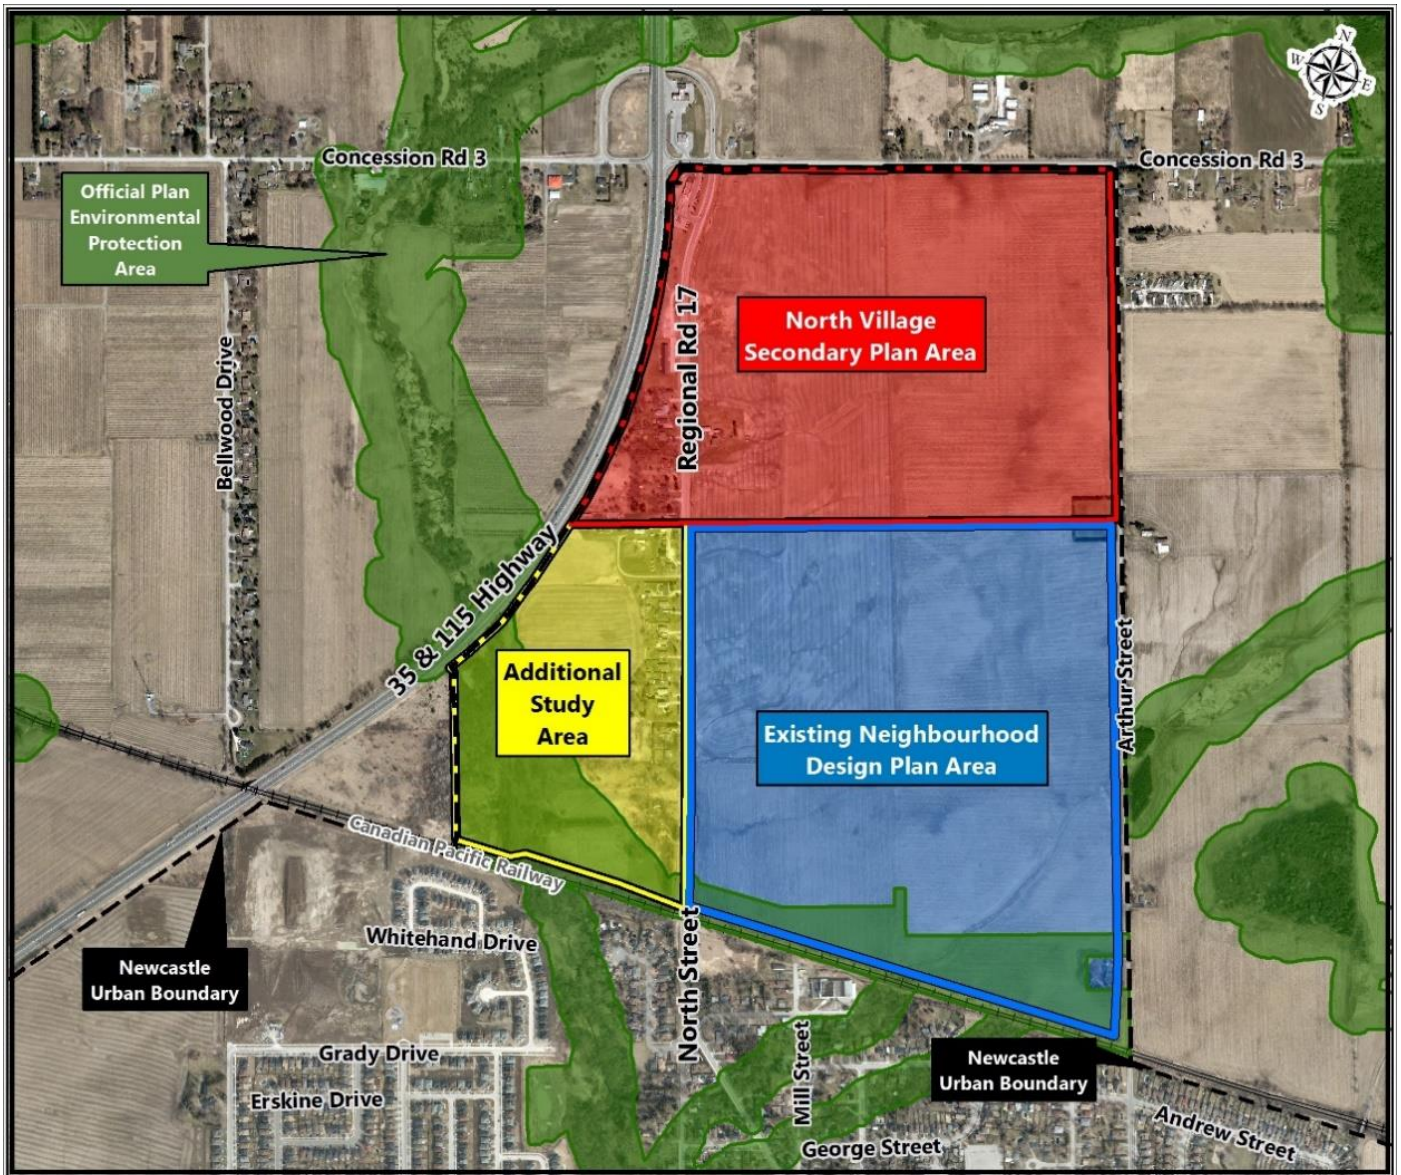 N
W
E
S
Concession Rd 3
Concession Rd 3
Official Plan
Environmental
Protection
Area
North Village
Secondary Plan Area
Regional Rd 17
Bellwood Drive
35 & 115 Highway
Additional
Study
Area
Existing Neighbourhood
Design Plan Area
Arthur Street
Canadian Pacific Railway
Whitehand Drive
Newcastle
Urban Boundary
North Street
Mill Street
Grady Drive
Erskine Drive
Newcastle
Urban Boundary
George Street
Andrew Street